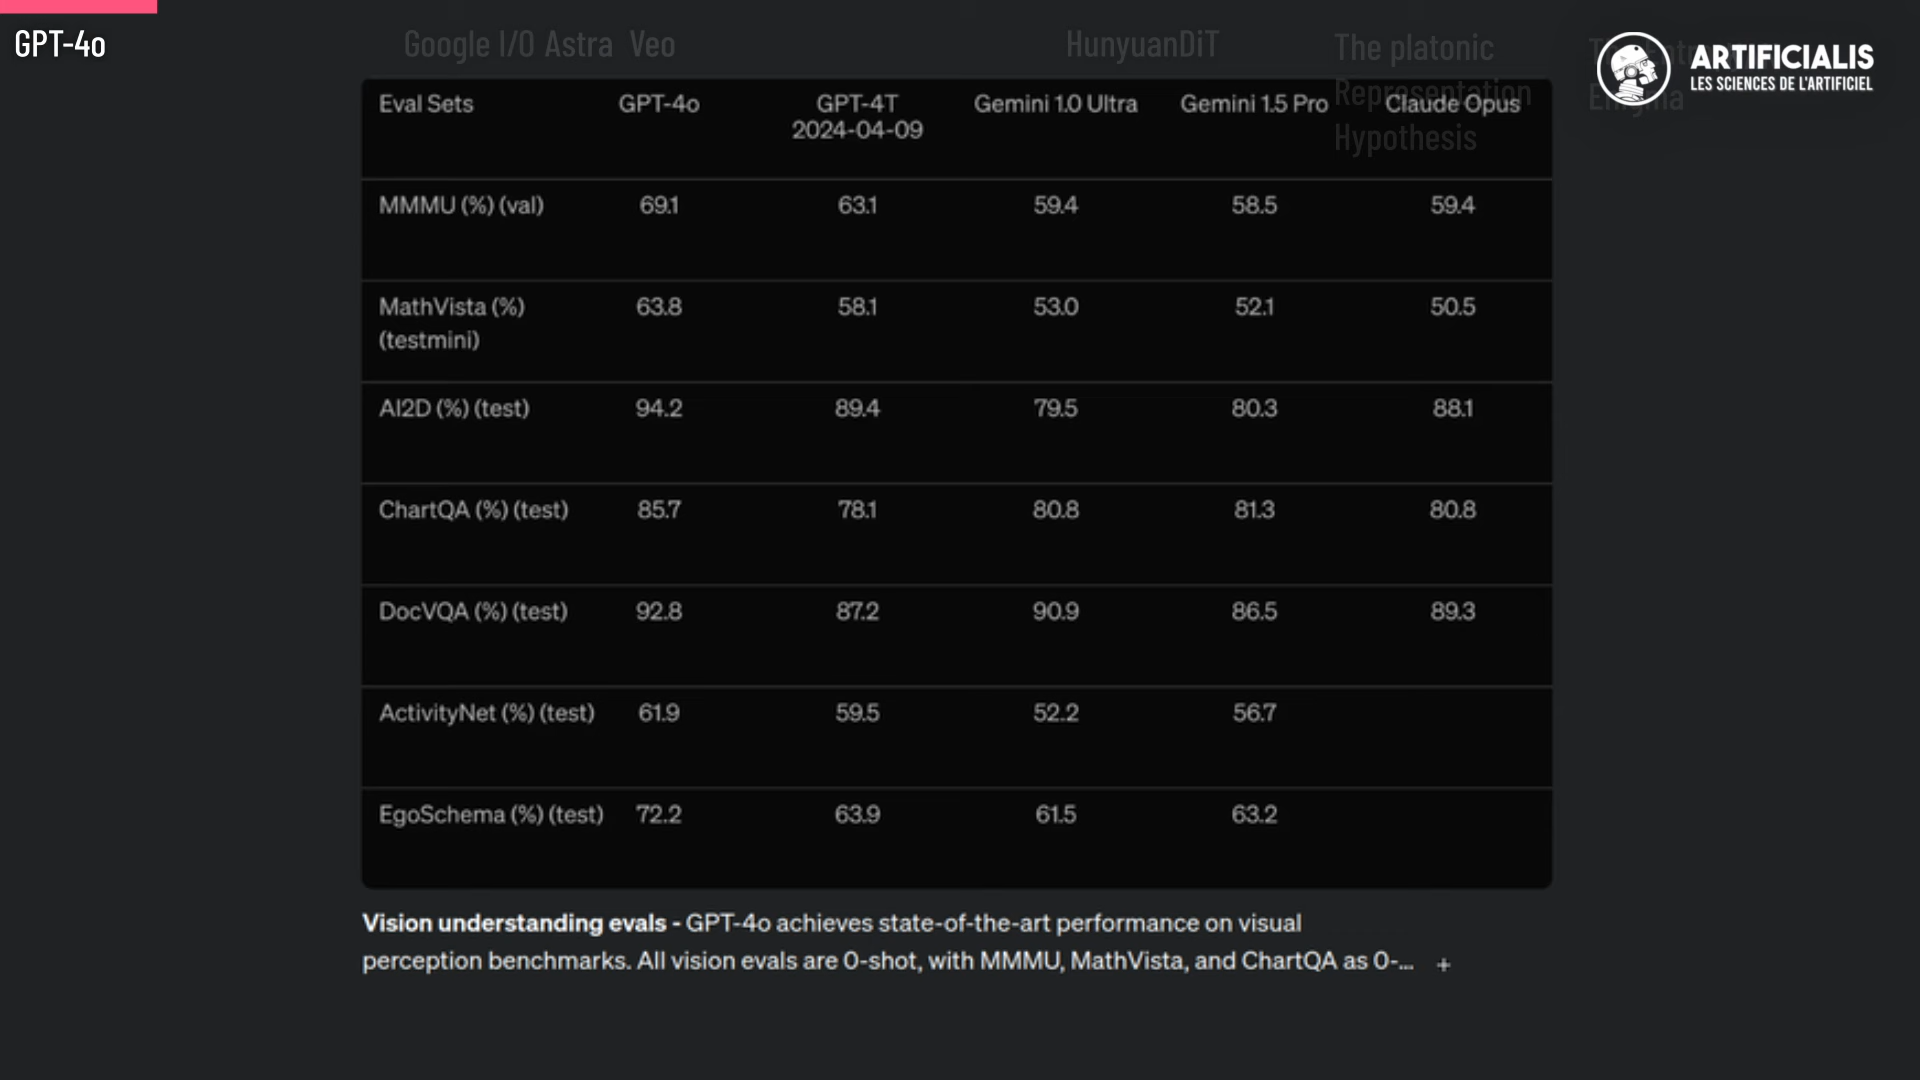 GPT-4o
Google I/O Astra Veo
HunyuanDiT
The platonic
Representation
Hypothesis
Enigma
ARTIFICIALIS
LES SCIENCES DE L'ARTIFICIEL
Eval Sets GPT-4o GPT-4T 2024-04-09 Gemini 1.0 Ultra Gemini 1.5 Pro Claude Opus
MMMU (%) (val) 69.1 63.1 59.4 58.5 59.4
MathVista (%) (testmini) 63.8 58.1 53.0 52.1 50.5
AI2D (%) (test) 94.2 89.4 79.5 80.3 88.1
ChartQA (%) (test) 85.7 78.1 80.8 81.3 80.8
DocVQA (%) (test) 92.8 87.2 90.9 86.5 89.3
ActivityNet (%) (test) 61.9 59.5 52.2 56.7
EgoSchema (%) (test) 72.2 63.9 61.5 63.2
Vision understanding evals - GPT-4o achieves state-of-the-art performance on visual
perception benchmarks. All vision evals are 0-shot, with MMMU, MathVista, and ChartQA as 0-... +